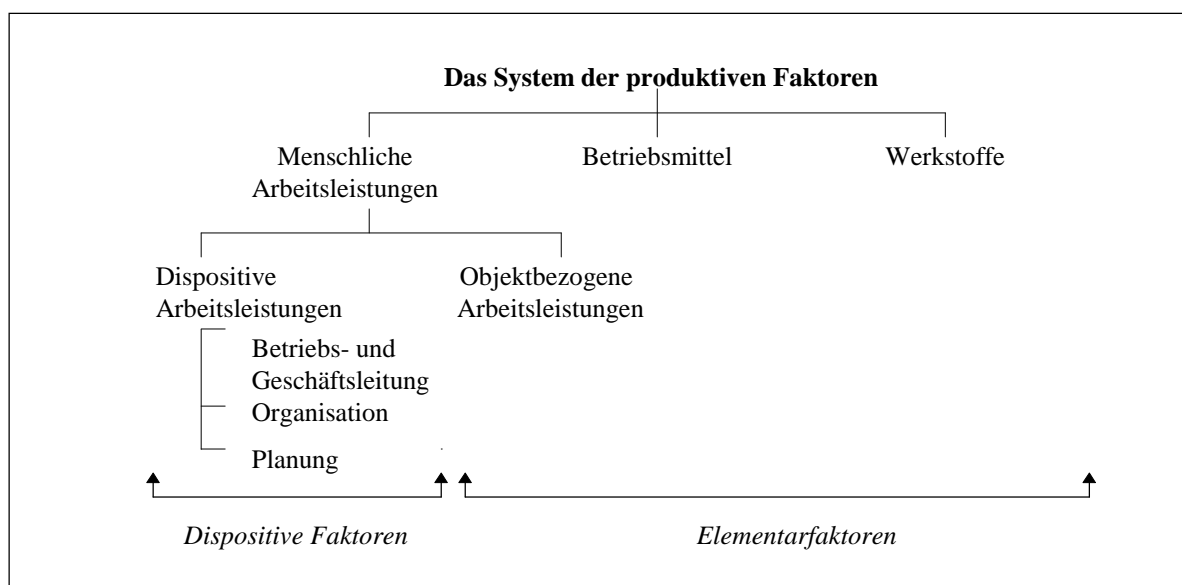 Das System der produktiven Faktoren
Menschliche
Arbeitsleistungen
Betriebsmittel
Werkstoffe
Dispositive
Arbeitsleistungen
Objektbezogene
Arbeitsleistungen
Betriebs- und
Geschäftsleitung
Organisation
Planung
Dispositive Faktoren
Elementarfaktoren